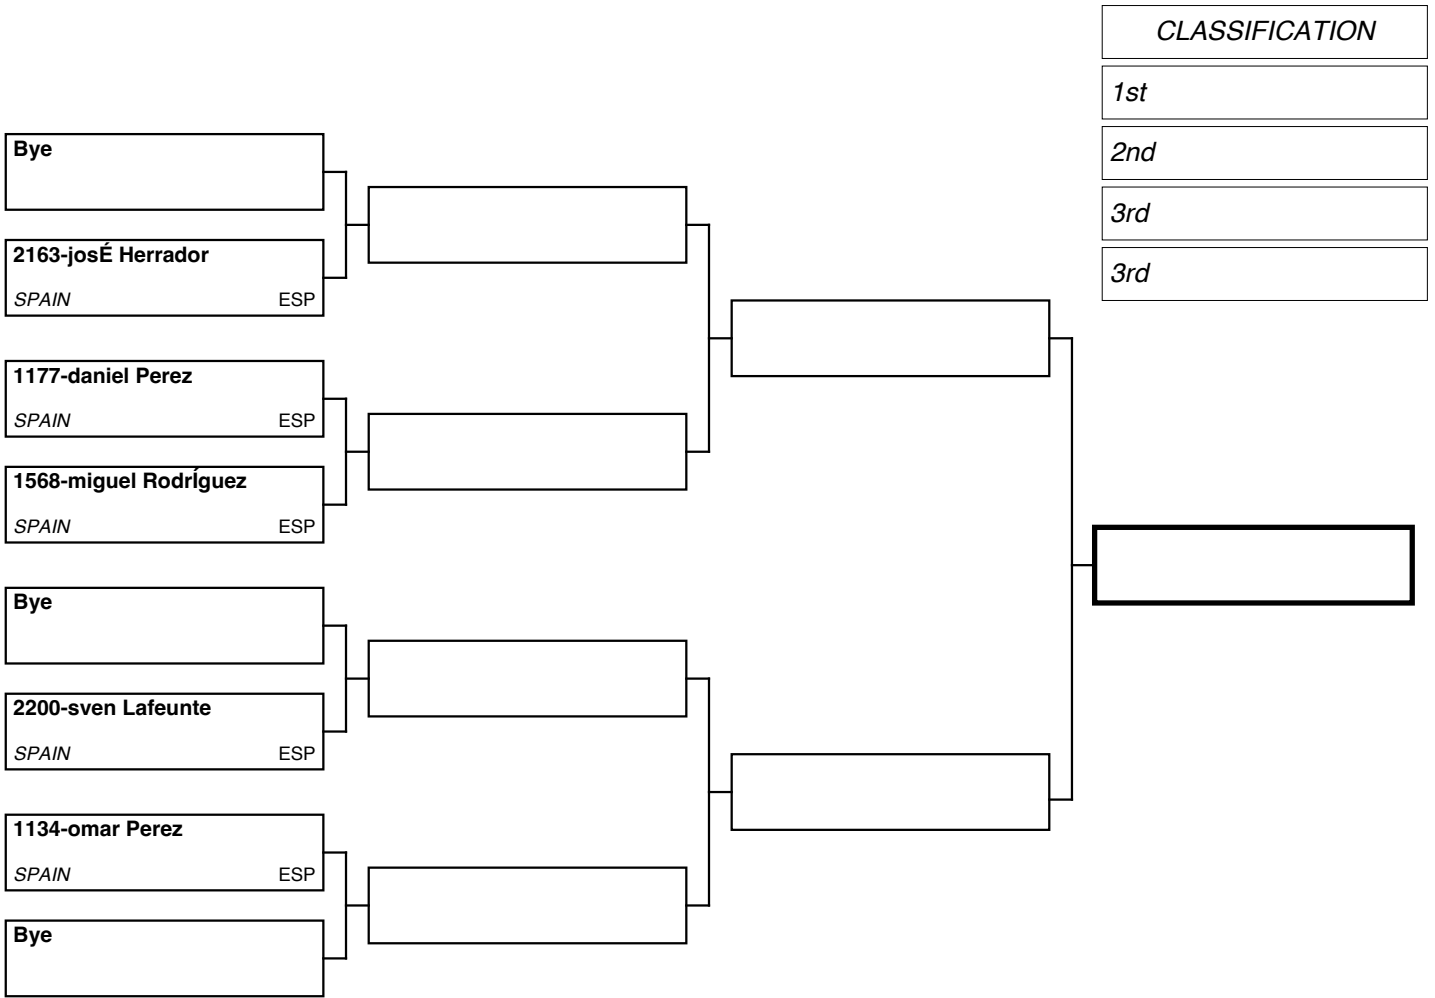 CLASSIFICATION
1st
2nd
3rd
3rd
Bye
2163-josÉ Herrador
SPAIN ESP
1177-daniel Perez
SPAIN ESP
1568-miguel RodrÍguez
SPAIN ESP
Bye
2200-sven Lafeunte
SPAIN ESP
1134-omar Perez
SPAIN ESP
Bye